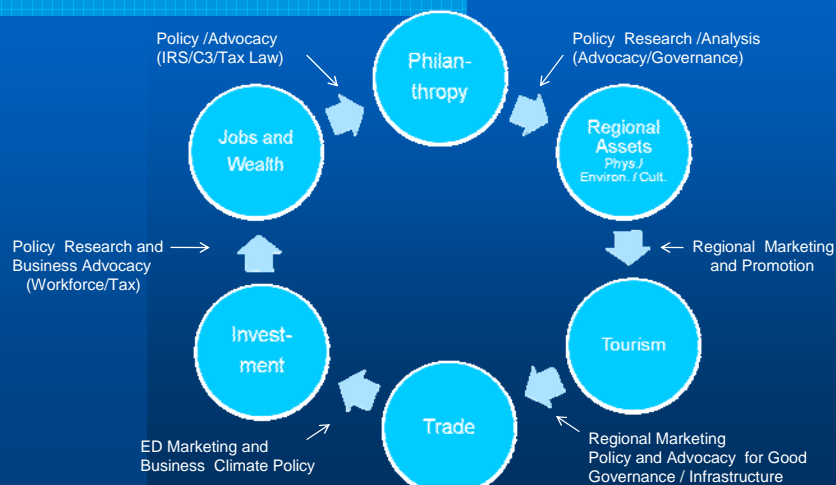 Policy /Advocacy
(IRS/C3/Tax Law)
Philan-
thropy
Policy Research /Analysis
(Advocacy/Governance)
Jobs and
Wealth
Regional
Assets
Phys./
Environ. / Cult.
Policy Research and
Business Advocacy
(Workforce/Tax)
Regional Marketing
and Promotion
Invest-
ment
Tourism
Trade
ED Marketing and
Business Climate Policy
Regional Marketing
Policy and Advocacy for Good
Governance / Infrastructure